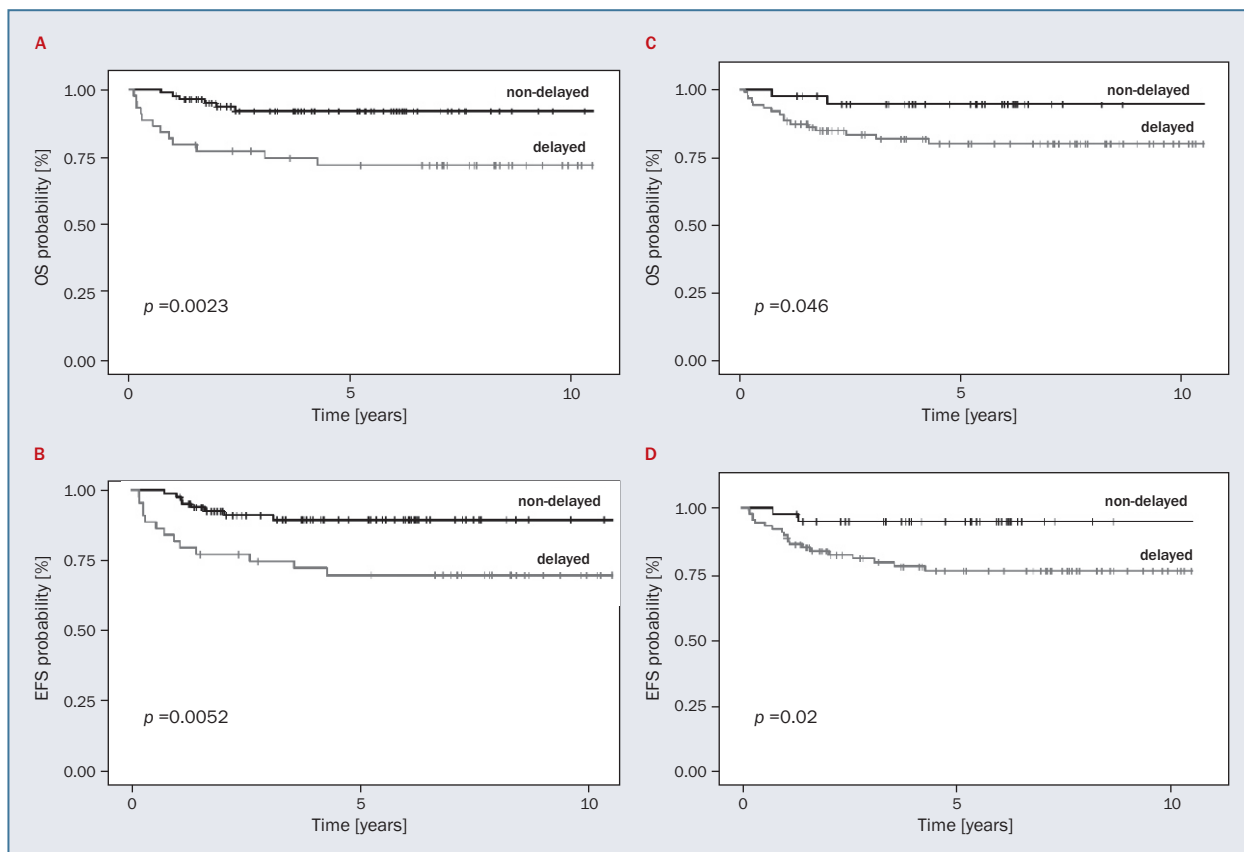 A
OS probability [%]
1.00
0.75
0.50
0.25
0.00
non-delayed
delayed
p =0.0023
0 5 10
Time [years]
B
EFS probability [%]
1.00
0.75
0.50
0.25
0.00
non-delayed
delayed
p =0.0052
0 5 10
Time [years]
C
OS probability [%]
1.00
0.75
0.50
0.25
0.00
non-delayed
delayed
p =0.046
0 5 10
Time [years]
D
EFS probability [%]
1.00
0.75
0.50
0.25
0.00
non-delayed
delayed
p =0.02
0 5 10
Time [years]